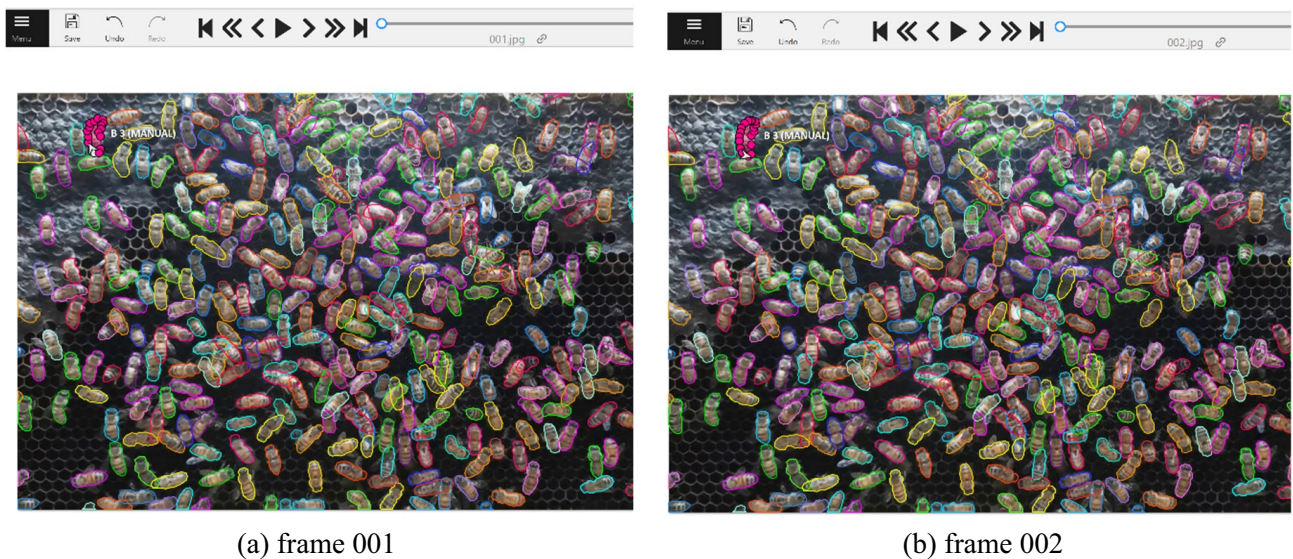 Menu
Save
Undo
Redo
001.jpg
B 3 (MANUAL)
(a) frame 001
Menu
Save
Undo
Redo
002.jpg
B 3 (MANUAL)
(b) frame 002